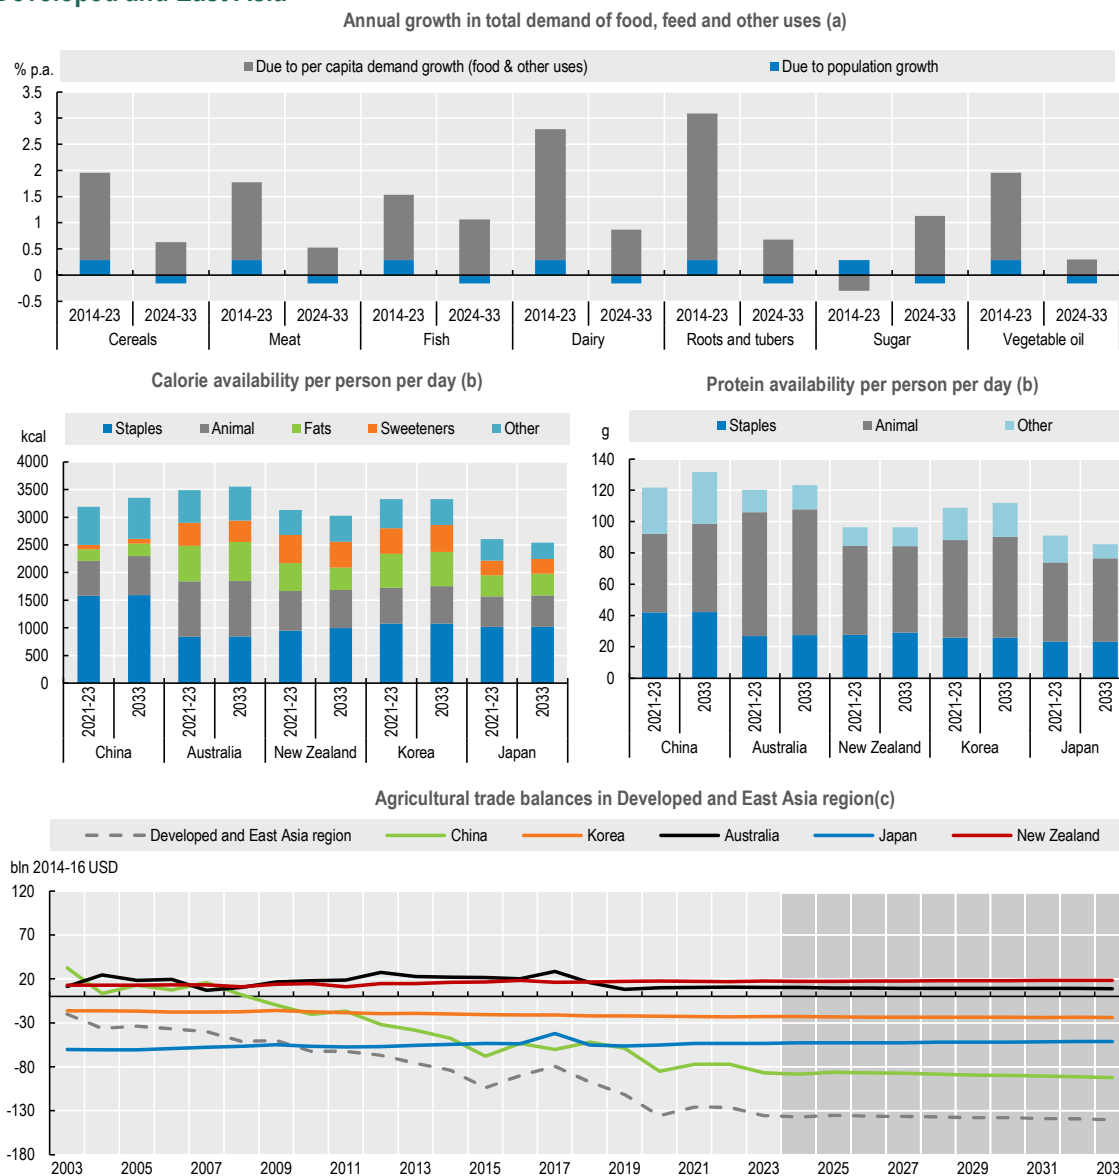 Developed and East Asia
Annual growth in total demand of food, feed and other uses (a)
Due to per capita demand growth (food & other uses) Due to population growth
% p.a.
3.5
3
2.5
2
1.5
1
0.5
0
-0.5
2014-23 2024-33 2014-23 2024-33 2014-23 2024-33 2014-23 2024-33 2014-23 2024-33 2014-23 2024-33 2014-23 2024-33
Cereals Meat Fish Dairy Roots and tubers Sugar Vegetable oil
Calorie availability per person per day (b)
Staples Animal Fats Sweeteners Other
kcal
4000
3500
3000
2500
2000
1500
1000
500
0
2021-23 2033 2021-23 2033 2021-23 2033 2021-23 2033 2021-23 2033
China Australia New Zealand Korea Japan
Protein availability per person per day (b)
Staples Animal Other
g
140
120
100
80
60
40
20
0
2021-23 2033 2021-23 2033 2021-23 2033 2021-23 2033 2021-23 2033
China Australia New Zealand Korea Japan
Agricultural trade balances in Developed and East Asia region(c)
Developed and East Asia region China Korea Australia Japan New Zealand
bln 2014-16 USD
120
70
20
-30
-80
-130
-180
2003 2005 2007 2009 2011 2013 2015 2017 2019 2021 2023 2025 2027 2029 2031 203